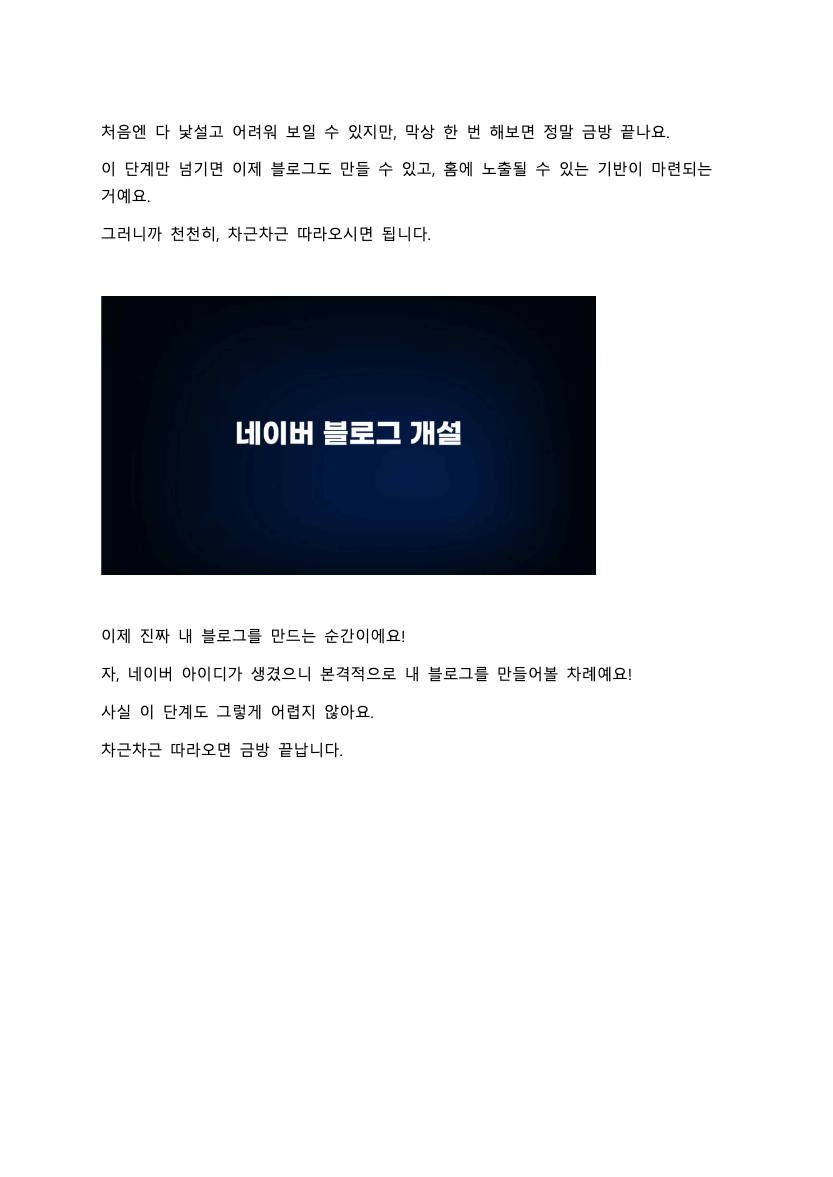 처음엔 다 낯설고 어려워 보일 수 있지만, 막상 한 번 해보면 정말 금방 끝나요.
이 단계만 넘기면 이제 블로그도 만들 수 있고, 홈에 노출될 수 있는 기반이 마련되는
거예요.
그러니까 천천히, 차근차근 따라오시면 됩니다.
네이버 블로그 개설
이제 진짜 내 블로그를 만드는 순간이에요!
자, 네이버 아이디가 생겼으니 본격적으로 내 블로그를 만들어볼 차례예요!
사실 이 단계도 그렇게 어렵지 않아요.
차근차근 따라오면 금방 끝납니다.